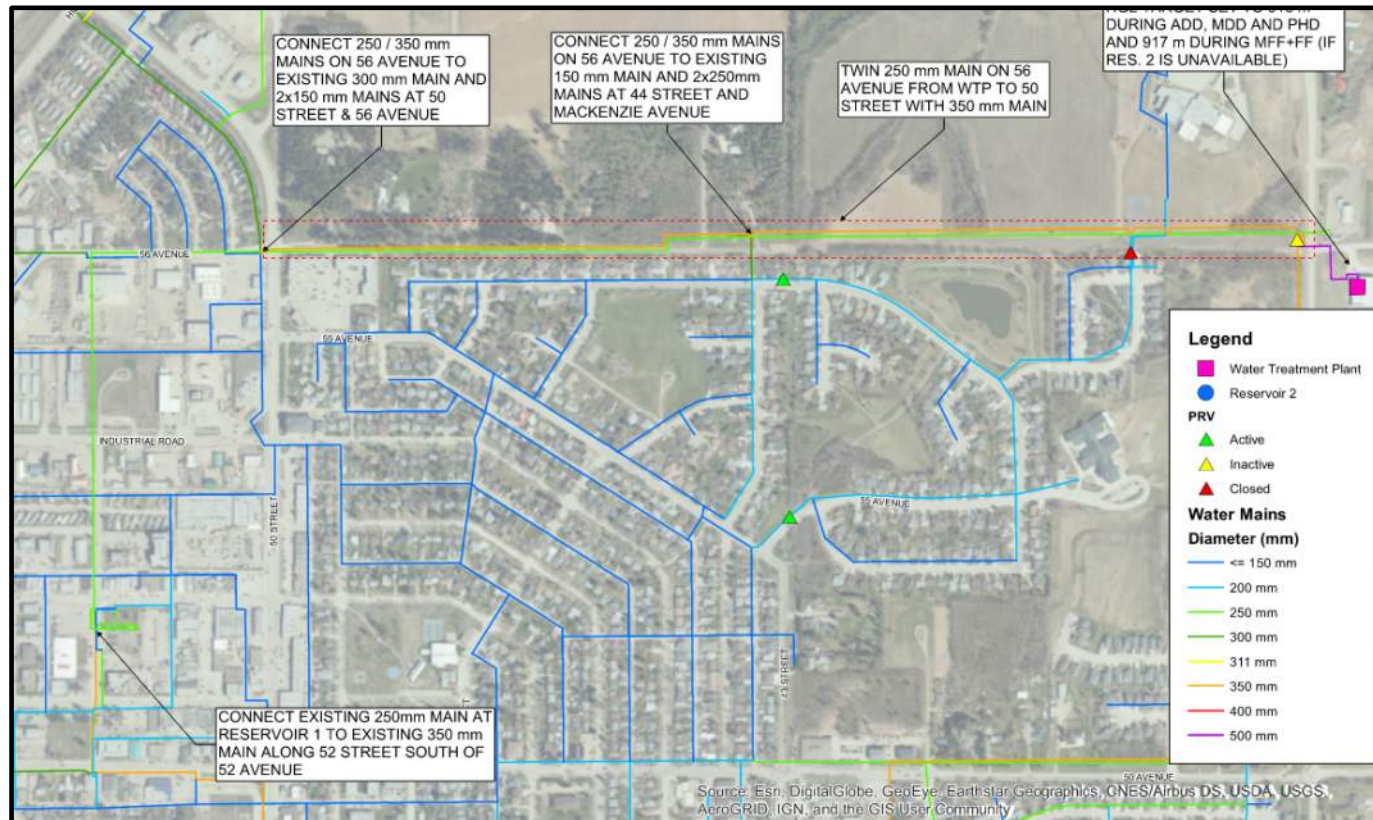 CONNECT 250 / 350 mm
MAINS ON 56 AVENUE TO
EXISTING 300 mm MAIN AND
2x150 mm MAINS AT 50
STREET & 56 AVENUE
CONNECT 250 / 350 mm MAINS
ON 56 AVENUE TO EXISTING
150 mm MAIN AND 2x250mm
MAINS AT 44 STREET AND
MACKENZIE AVENUE
TWIN 250 mm MAIN ON 56
AVENUE FROM WTP TO 50
STREET WITH 350 mm MAIN
DURING ADD, MDD AND PHD
AND 917 m DURING MFF+FF (IF
RES. 2 IS UNAVAILABLE)
56 AVENUE
55 AVENUE
INDUSTRIAL ROAD
50 STREET
55 AVENUE
43 STREET
CONNECT EXISTING 250mm MAIN AT
RESERVOIR 1 TO EXISTING 350 mm
MAIN ALONG 52 STREET SOUTH OF
52 AVENUE
50 AVENUE
Legend
Water Treatment Plant
Reservoir 2
PRV
Active
Inactive
Closed
Water Mains
Diameter (mm)
<= 150 mm
200 mm
250 mm
300 mm
311 mm
350 mm
400 mm
500 mm
Source: Esri, DigitalGlobe, GeoEye, Earthstar Geographics, CNES/Airbus DS, USDA, USGS,
AeroGRID, IGN, and the GIS User Community